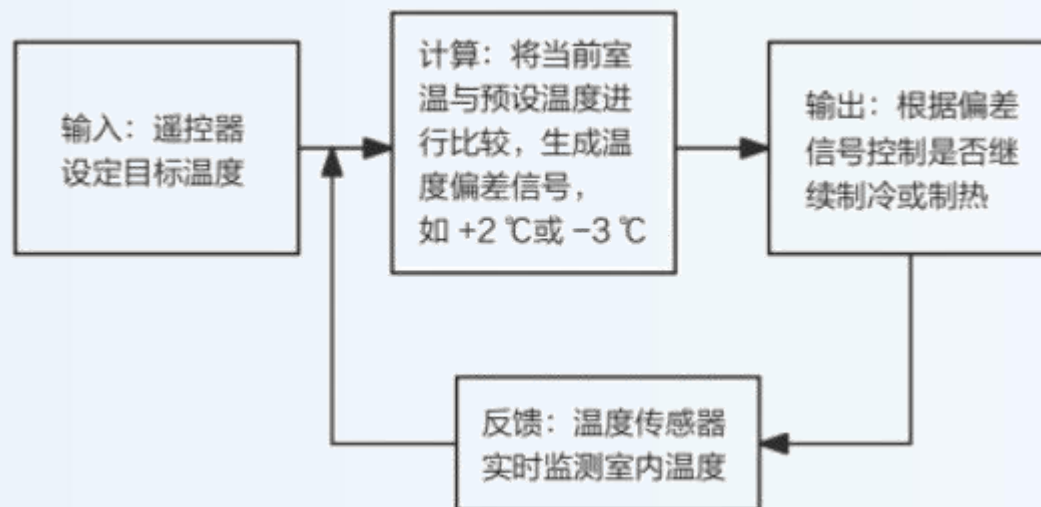 输入：遥控器
设定目标温度
计算：将当前室
温与预设温度进
行比较，生成温
度偏差信号，
如 +2 ℃或 −3 ℃
输出：根据偏差
信号控制是否继
续制冷或制热
反馈：温度传感器
实时监测室内温度